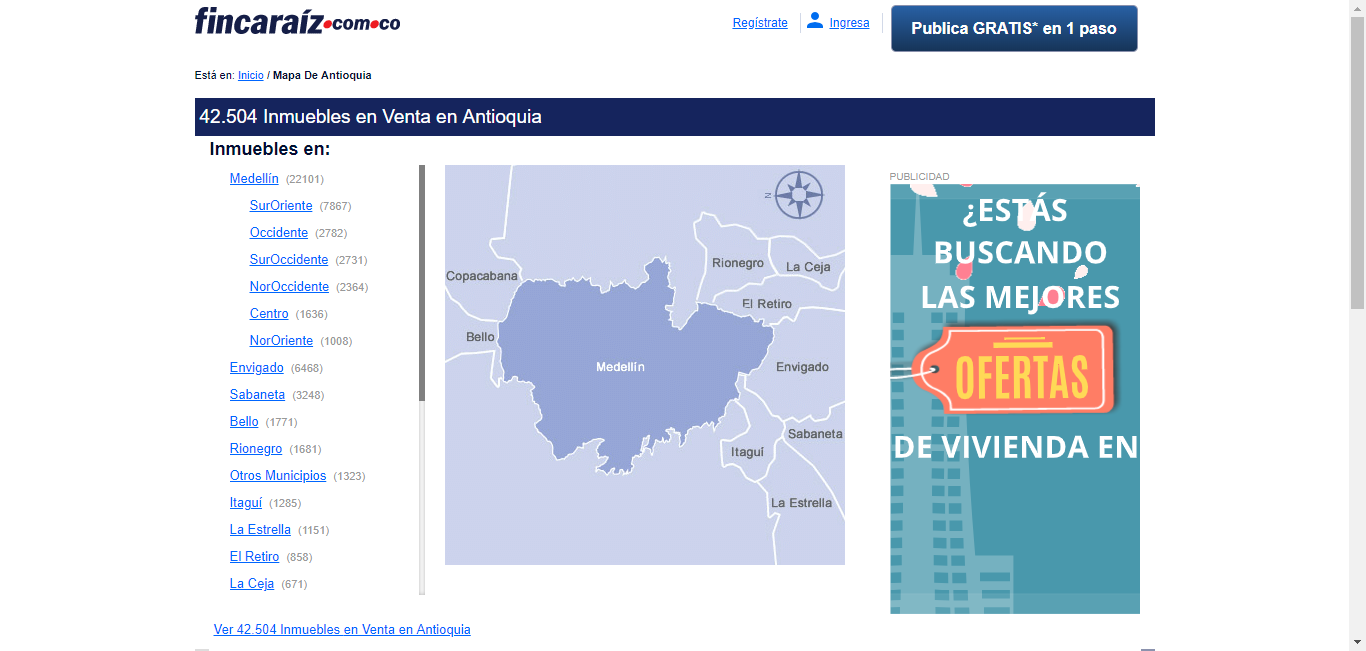 fincaraíz.com.co
Regístrate
Ingresa
Publica GRATIS* en 1 paso
Está en: Inicio / Mapa De Antioquia
42.504 Inmuebles en Venta en Antioquia
Inmuebles en:
Medellín (22101)
SurOriente (7867)
Occidente (2782)
SurOccidente (2731)
NorOccidente (2364)
Centro (1636)
NorOriente (1008)
Envigado (6468)
Sabaneta (3248)
Bello (1771)
Rionegro (1681)
Otros Municipios (1323)
Itaguí (1285)
La Estrella (1151)
El Retiro (858)
La Ceja (671)
Ver 42.504 Inmuebles en Venta en Antioquia
N
Rionegro
La Ceja
Copacabana
El Retiro
Bello
Medellín
Envigado
Sabaneta
Itaguí
La Estrella
PUBLICIDAD
¿ESTÁS
BUSCANDO
LAS MEJORES
OFERTAS
DE VIVIENDA EN